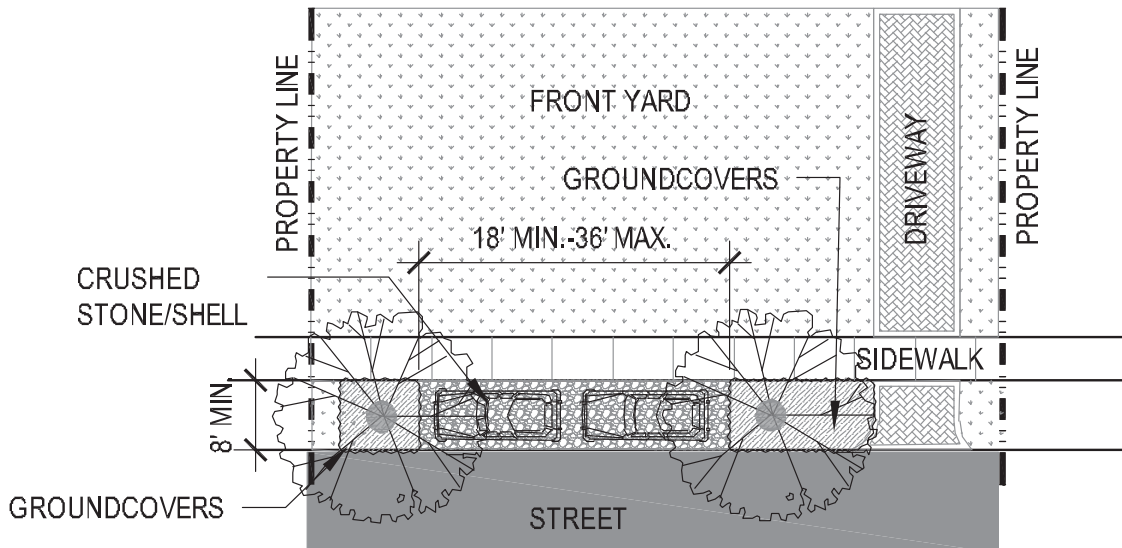 PROPERTY LINE
FRONT YARD
GROUNDCOVERS
DRIVEWAY
PROPERTY LINE
18' MIN.-36' MAX.
CRUSHED
STONE/SHELL
SIDEWALK
8' MIN.
GROUNDCOVERS
STREET